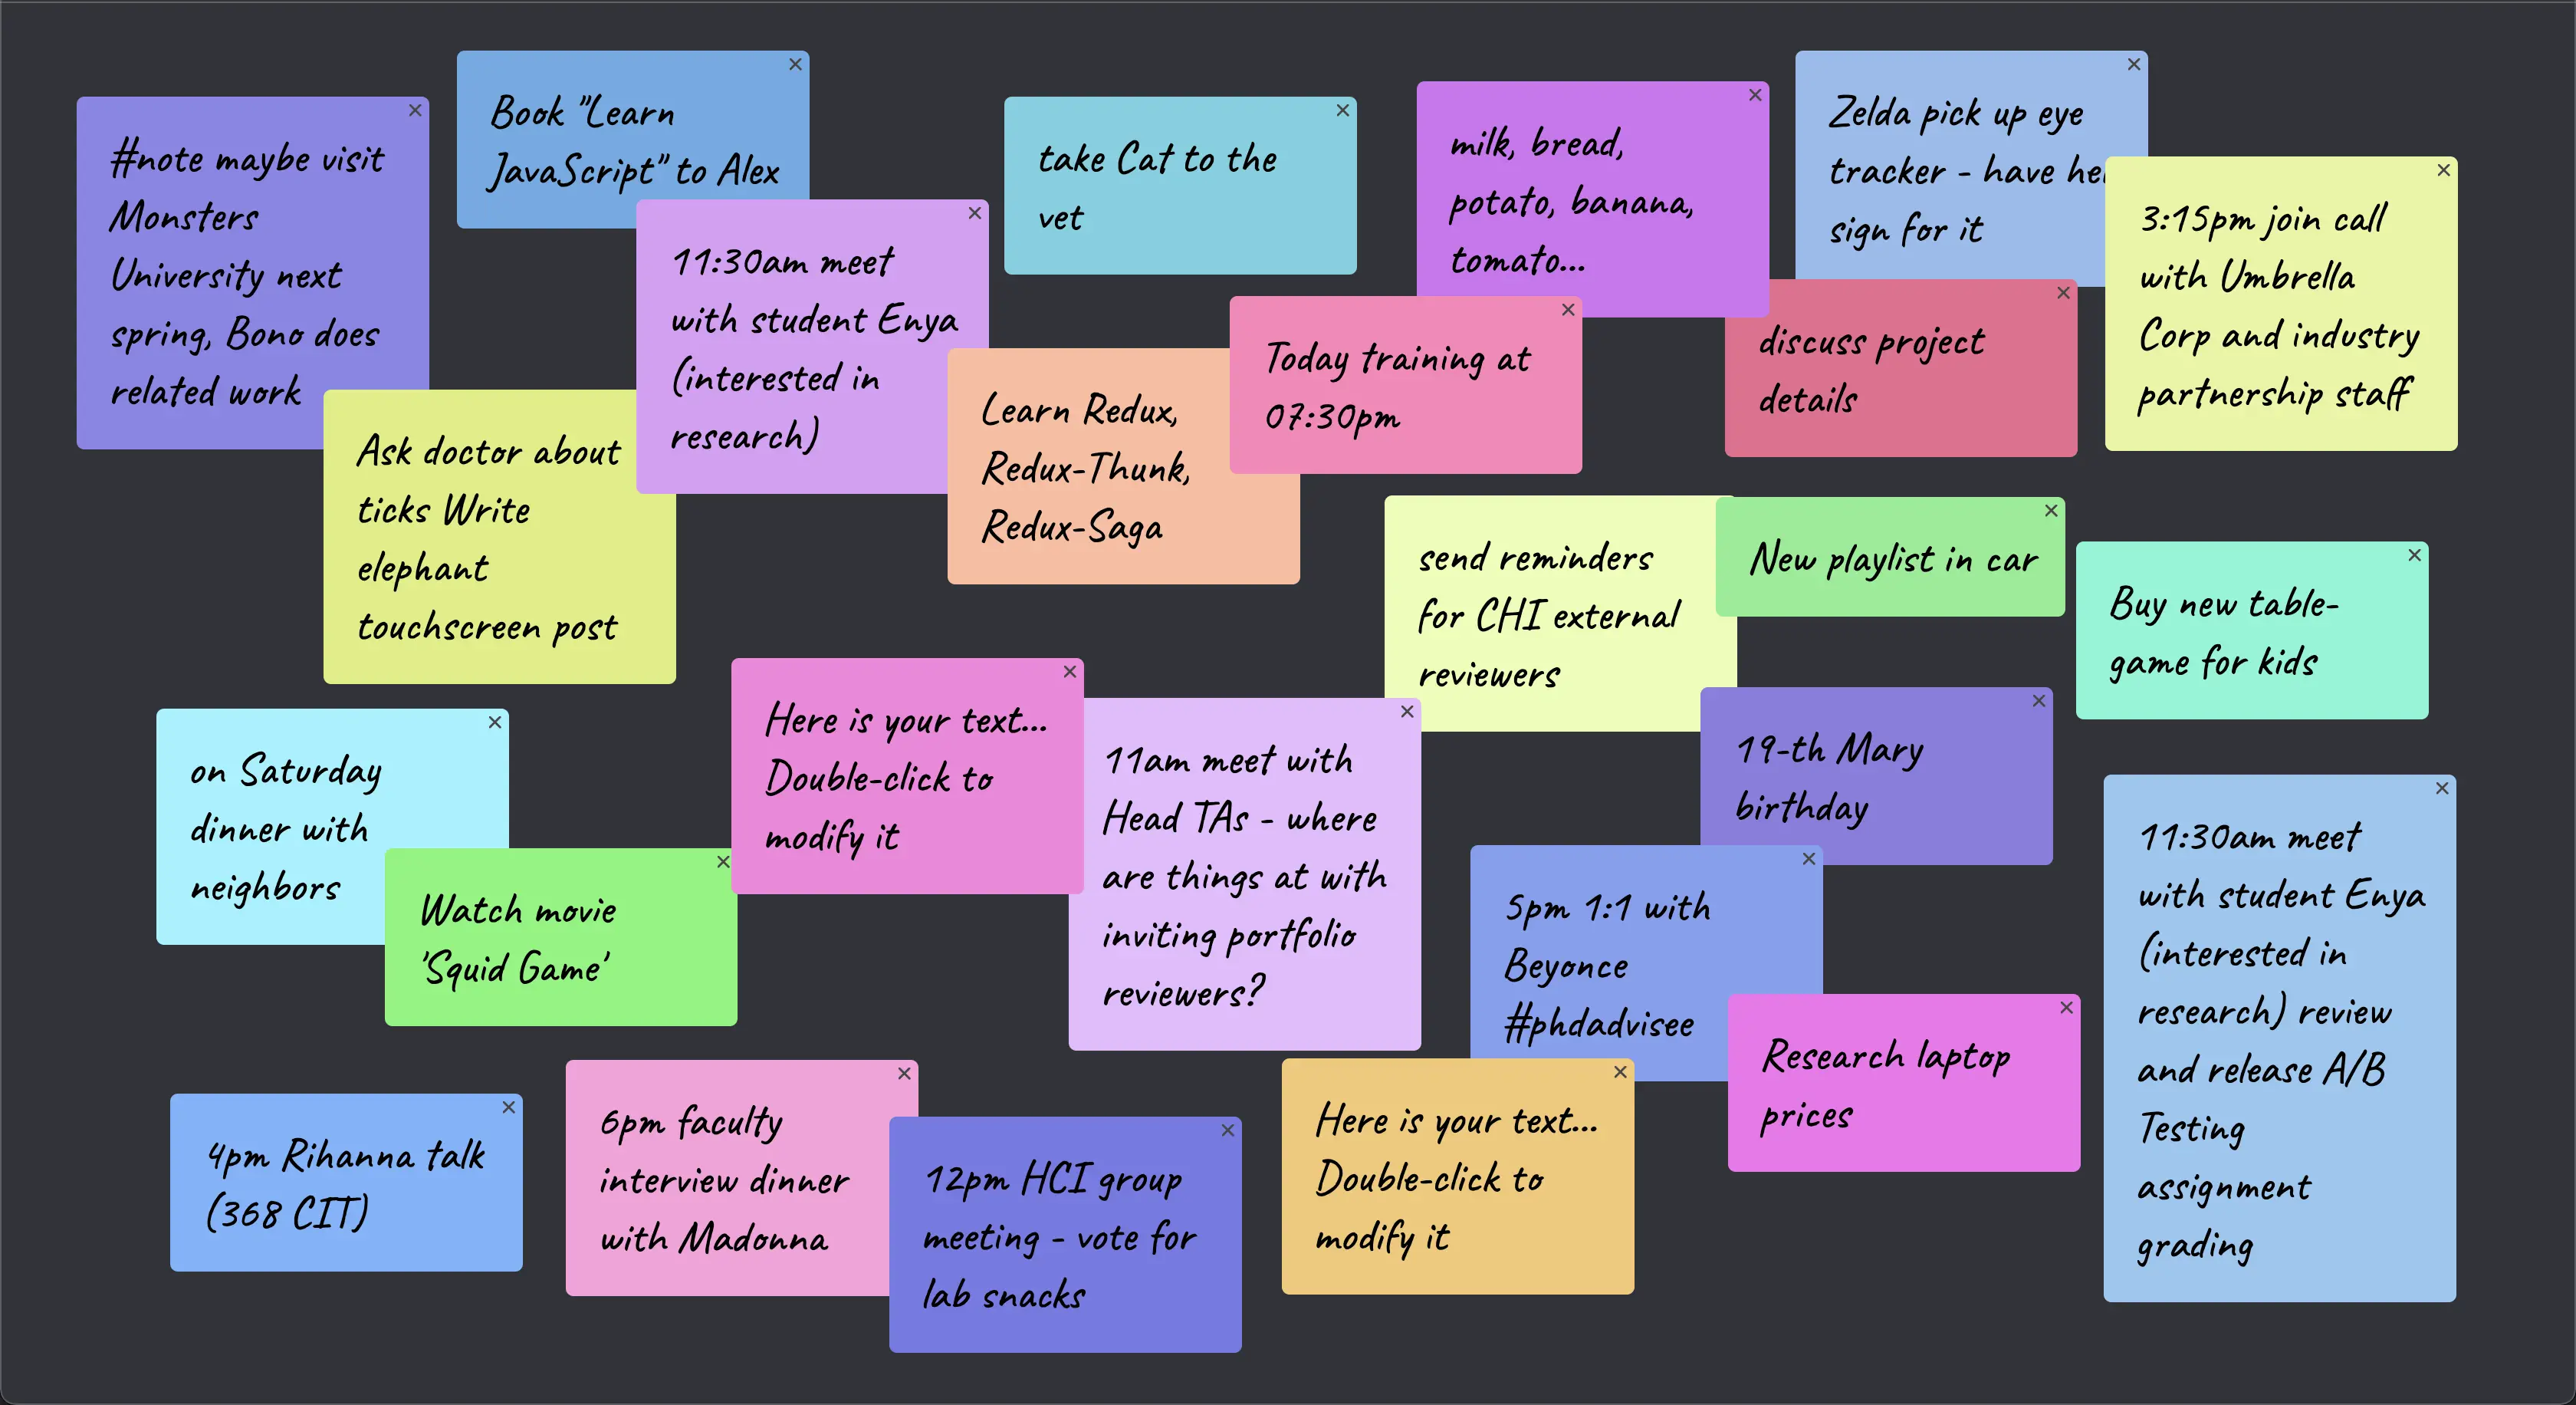 #note maybe visit
Monsters
University next
spring, Bono does
related work
Book "Learn
JavaScript" to Alex
take Cat to the
vet
milk, bread,
potato, banana,
tomato...
Zelda pick up eye
tracker - have
sign for it
3:15pm join call
with Umbrella
Corp and industry
partnership staff
11:30am meet
with student Enya
(interested in
research)
Ask doctor about
ticks Write
elephant
touchscreen post
Learn Redux,
Redux-Thunk,
Redux-Saga
Today training at
07:30pm
discuss project
details
send reminders
for CHI external
reviewers
New playlist in car
Buy new table-
game for kids
on Saturday
dinner with
neighbors
Watch movie
'Squid Game'
Here is your text...
Double-click to
modify it
11am meet with
Head TAs - where
are things at with
inviting portfolio
reviewers?
19-th Mary
birthday
5pm 1:1 with
Beyonce
#phdadvisee
Research laptop
prices
11:30am meet
with student Enya
(interested in
research) review
and release A/B
Testing
assignment
grading
4pm Rihanna talk
(368 CIT)
6pm faculty
interview dinner
with Madonna
12pm HCI group
meeting - vote for
lab snacks
Here is your text...
Double-click to
modify it